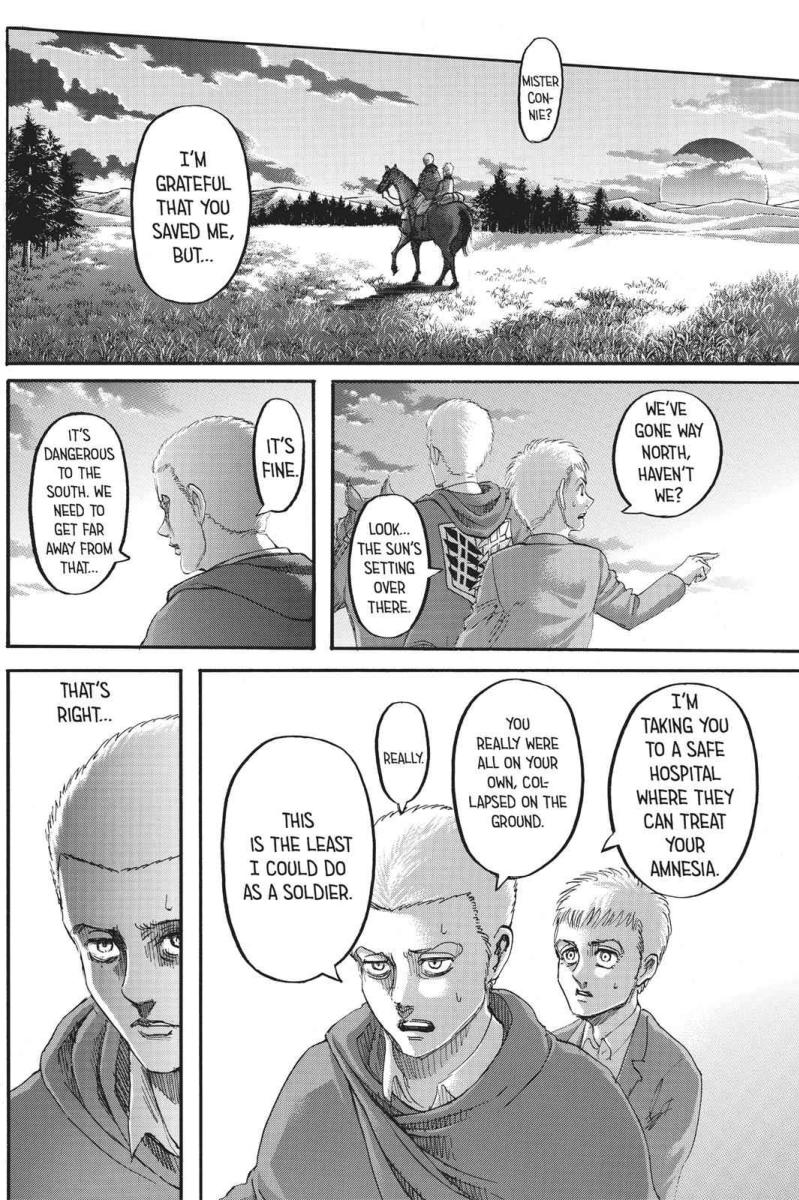 MISTER
CON-
NIE?
I'M
GRATEFUL
THAT YOU
SAVED ME,
BUT...
WE'VE
GONE WAY
NORTH,
HAVEN'T
WE?
LOOK...
THE SUN'S
SETTING
OVER
THERE.
IT'S
FINE.
IT'S
DANGEROUS
TO THE
SOUTH. WE
NEED TO
GET FAR
AWAY FROM
THAT...
I'M
TAKING YOU
TO A SAFE
HOSPITAL
WHERE THEY
CAN TREAT
YOUR
AMNESIA.
YOU
REALLY WERE
ALL ON YOUR
OWN, COL-
LAPSED ON THE
GROUND.
REALLY.
THIS
IS THE LEAST
I COULD DO
AS A SOLDIER.
THAT'S
RIGHT...